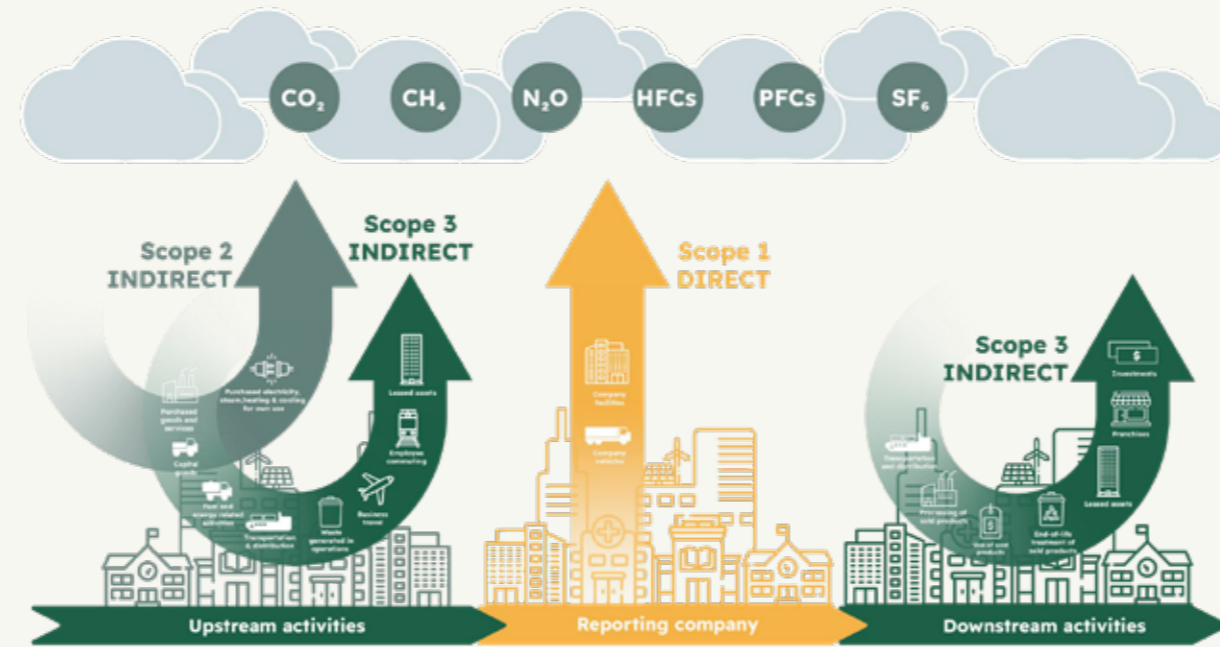 CO₂
CH₄
N₂O
HFCs
PFCs
SF₆
Scope 2
INDIRECT
Scope 3
INDIRECT
Scope 1
DIRECT
Scope 3
INDIRECT
Purchased electricity,
steam, heating & cooling
for own use
Purchased
goods and
services
Capital
goods
Fuel and
energy related
activities
Transportation
& distribution
Waste
generated in
operations
Business
travel
Employee
commuting
Leased assets
Company
facilities
Company
vehicles
Transportation
and distribution
Processing of
sold products
Use of sold
products
End-of-life
treatment of
sold products
Leased assets
Franchises
Investments
Upstream activities
Reporting company
Downstream activities